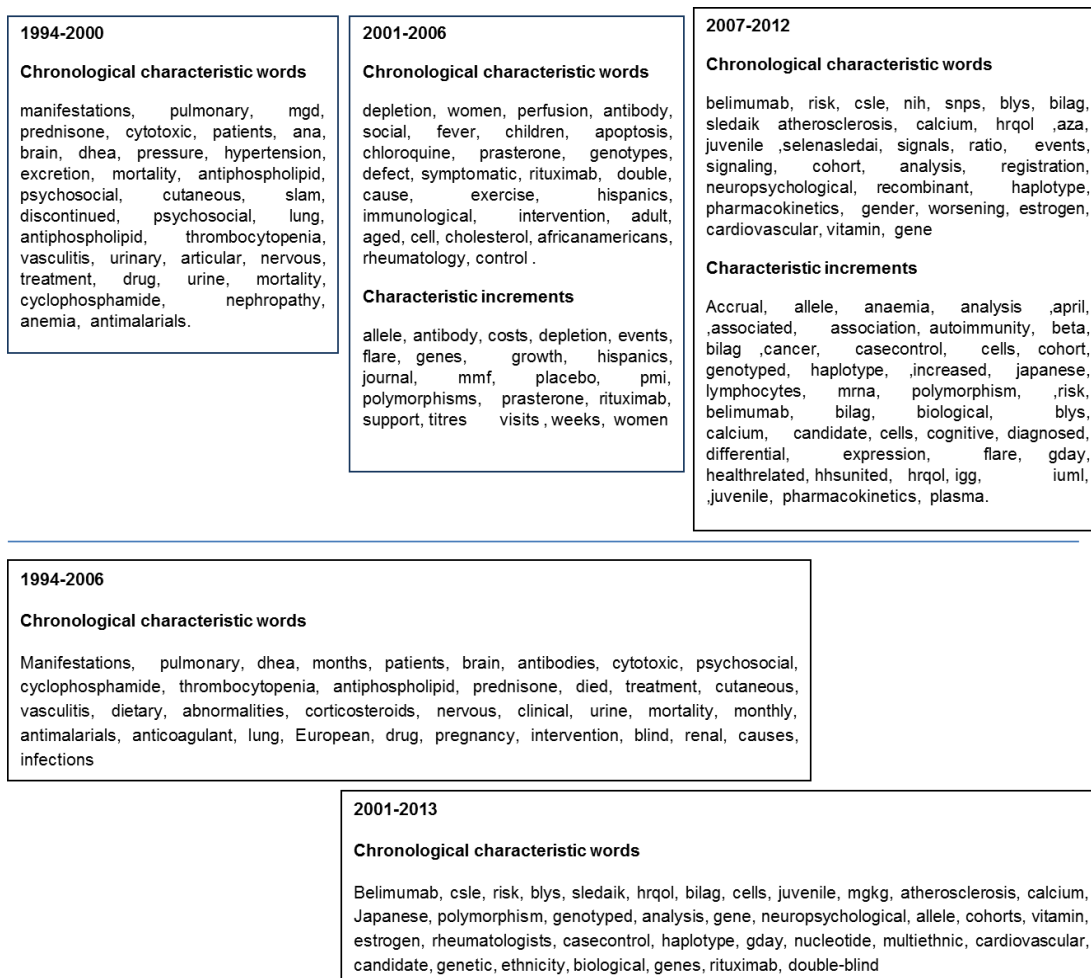 1994-2000
Chronological characteristic words
manifestations, pulmonary, mgd,
prednisone, cytotoxic, patients, ana,
brain, dhea, pressure, hypertension,
excretion, mortality, antiphospholipid,
psychosocial, cutaneous, slam,
discontinued, psychosocial, lung,
antiphospholipid, thrombocytopenia,
vasculitis, urinary, articular, nervous,
treatment, drug, urine, mortality,
cyclophosphamide, nephropathy,
anemia, antimalarials.
2001-2006
Chronological characteristic words
depletion, women, perfusion, antibody,
social, fever, children, apoptosis,
chloroquine, prasterone, genotypes,
defect, symptomatic, rituximab, double,
cause, exercise, hispanics,
immunological, intervention, adult,
aged, cell, cholesterol, africanamericans,
rheumatology, control .
Characteristic increments
allele, antibody, costs, depletion, events,
flare, genes, growth, hispanics,
journal, mmf, placebo, pmi,
polymorphisms, prasterone, rituximab,
support, titres visits , weeks, women
2007-2012
Chronological characteristic words
belimumab, risk, csle, nih, snps, blys, bilag,
sledaik atherosclerosis, calcium, hrqol ,aza,
juvenile ,selenasledai, signals, ratio, events,
signaling, cohort, analysis, registration,
neuropsychological, recombinant, haplotype,
pharmacokinetics, gender, worsening, estrogen,
cardiovascular, vitamin, gene
Characteristic increments
Accrual, allele, anaemia, analysis ,april,
,associated, association, autoimmunity, beta,
bilag ,cancer, casecontrol, cells, cohort,
genotyped, haplotype, ,increased, japanese,
lymphocytes, mrna, polymorphism, ,risk,
belimumab, bilag, biological, blys,
calcium, candidate, cells, cognitive, diagnosed,
differential, expression, flare, gday,
healthrelated, hhsunited, hrqol, igg, iuml,
,juvenile, pharmacokinetics, plasma.
1994-2006
Chronological characteristic words
Manifestations, pulmonary, dhea, months, patients, brain, antibodies, cytotoxic, psychosocial,
cyclophosphamide, thrombocytopenia, antiphospholipid, prednisone, died, treatment, cutaneous,
vasculitis, dietary, abnormalities, corticosteroids, nervous, clinical, urine, mortality, monthly,
antimalarials, anticoagulant, lung, European, drug, pregnancy, intervention, blind, renal, causes,
infections
2001-2013
Chronological characteristic words
Belimumab, csle, risk, blys, sledaik, hrqol, bilag, cells, juvenile, mgkg, atherosclerosis, calcium,
Japanese, polymorphism, genotyped, analysis, gene, neuropsychological, allele, cohorts, vitamin,
estrogen, rheumatologists, casecontrol, haplotype, gday, nucleotide, multiethnic, cardiovascular,
candidate, genetic, ethnicity, biological, genes, rituximab, double-blind